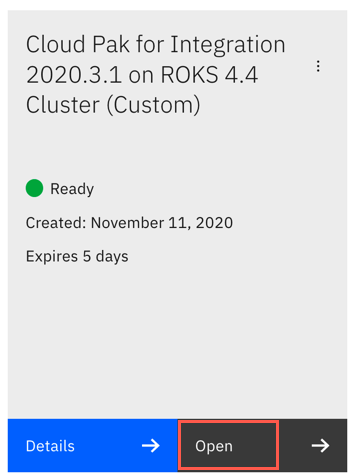 Cloud Pak for Integration
2020.3.1 on ROKS 4.4
Cluster (Custom)
Ready
Created: November 11, 2020
Expires 5 days
Details
Open